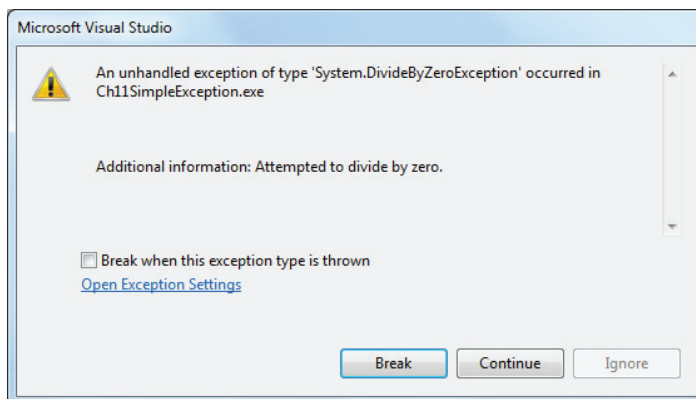 Microsoft Visual Studio
An unhandled exception of type 'System.DivideByZeroException' occurred in
Ch11SimpleException.exe
Additional information: Attempted to divide by zero.
Break when this exception type is thrown
Open Exception Settings
Break
Continue
Ignore